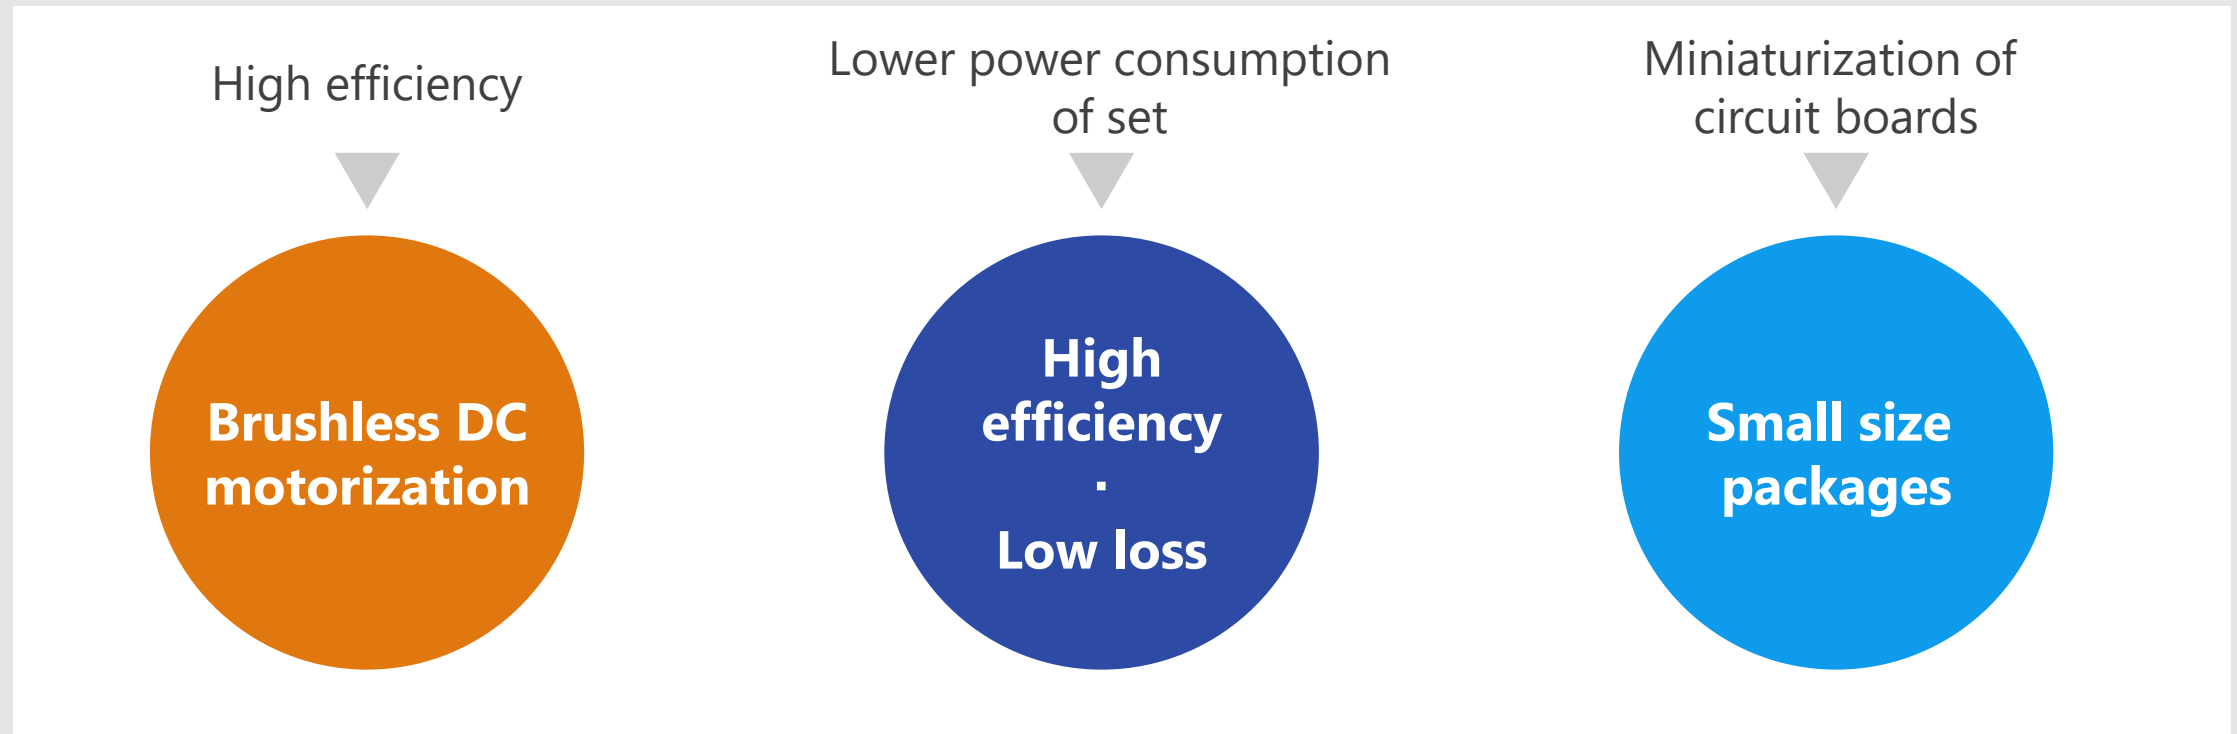 High efficiency
Lower power consumption
of set
Miniaturization of
circuit boards
Brushless DC
motorization
High
efficiency
·
Low loss
Small size
packages